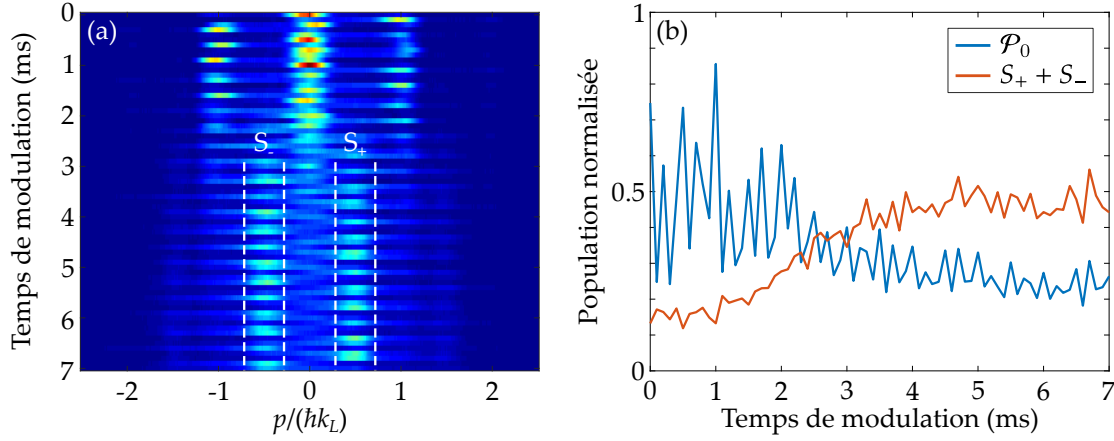 (a)
Temps de modulation (ms)
0
1
2
3
4
5
6
7
S₋
S₊
-2
-1
0
1
2
p/(ħk_L)
(b)
Population normalisée
1
0.5
0
𝒫₀
S₊ + S₋
0
1
2
3
4
5
6
7
Temps de modulation (ms)